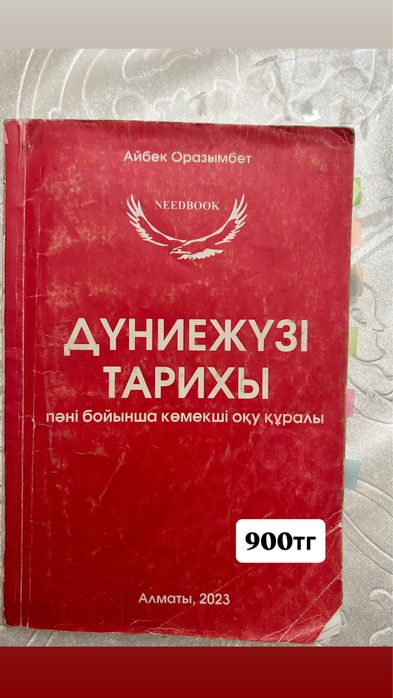 Айбек Оразымбет
NEEDBOOK
ДҮНИЕЖҮЗІ
ТАРИХЫ
пәні бойынша көмекші оқу құралы
900тг
Алматы, 2023